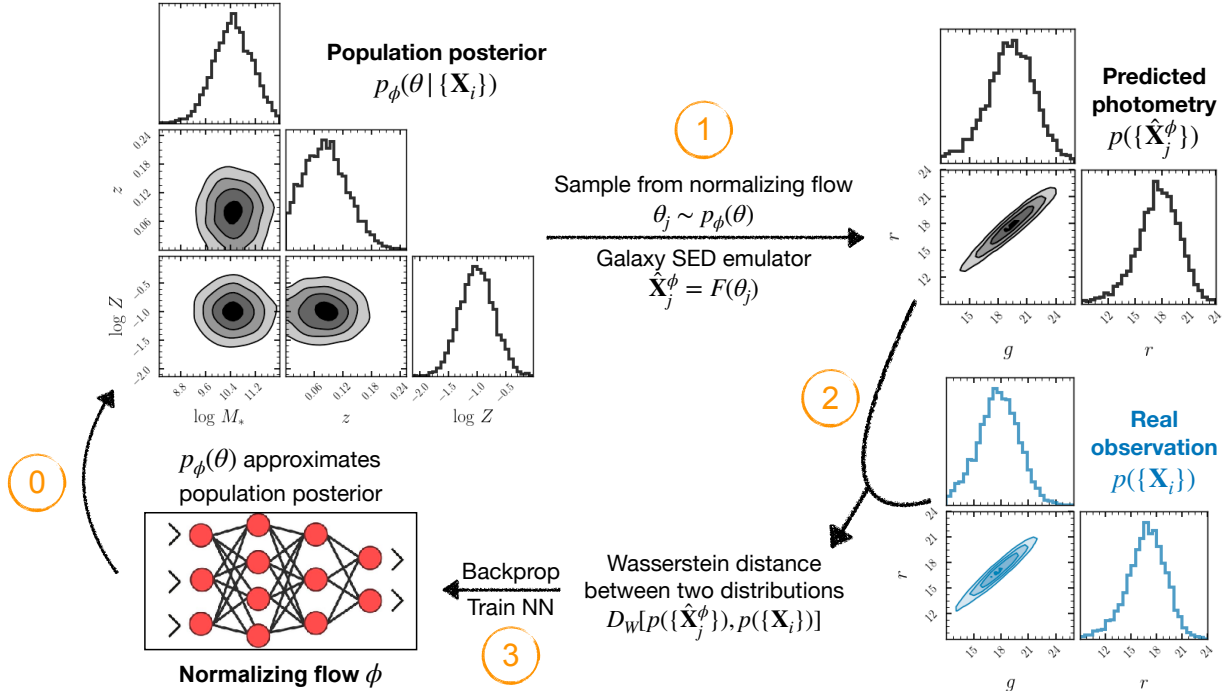 Population posterior
p_ϕ(θ | {X_i})
0.24
0.18
0.12
0.06
z
−0.5
−1.0
−1.5
−2.0
log Z
8.8 9.6 10.4 11.2
log M_*
0.06 0.12 0.18 0.24
z
−2.0 −1.5 −1.0 −0.5
log Z
1
Sample from normalizing flow
θ_j ∼ p_ϕ(θ)
Galaxy SED emulator
X̂_j^ϕ = F(θ_j)
Predicted
photometry
p({X̂_j^ϕ})
24
21
18
15
12
r
15 18 21 24
g
12 15 18 21 24
r
2
Real
observation
p({X_i})
24
21
18
15
12
r
15 18 21 24
g
12 15 18 21 24
r
Wasserstein distance
between two distributions
D_W[p({X̂_j^ϕ}), p({X_i})]
Backprop
Train NN
3
0
p_ϕ(θ) approximates
population posterior
Normalizing flow ϕ